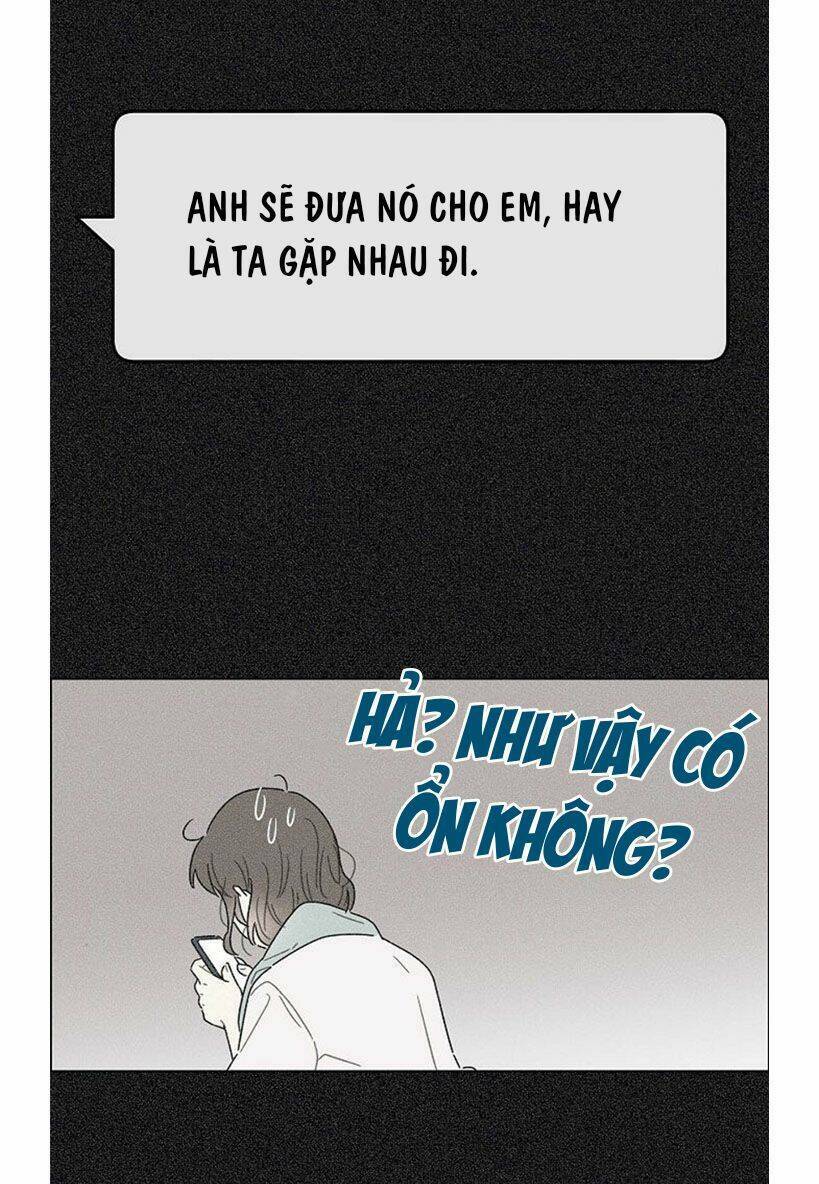 ANH SẼ ĐƯA NÓ CHO EM, HAY
LÀ TA GẶP NHAU ĐI.
HẢ? NHƯ VẬY CÓ
ỔN KHÔNG?